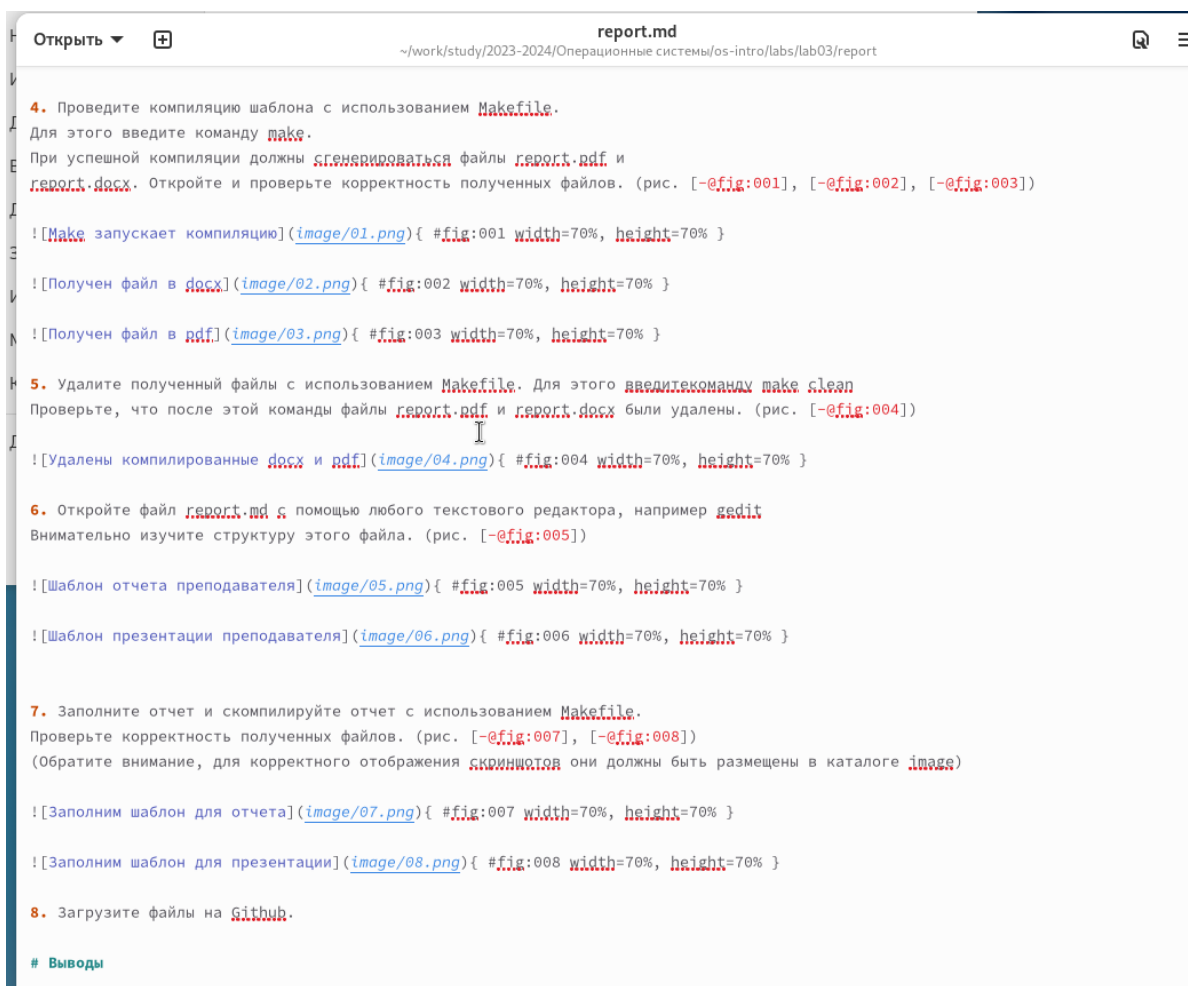 Открыть
report.md
~/work/study/2023-2024/Операционные системы/os-intro/labs/lab03/report
4. Проведите компиляцию шаблона с использованием Makefile.
Для этого введите команду make.
При успешной компиляции должны сгенерироваться файлы report.pdf и
report.docx. Откройте и проверьте корректность полученных файлов. (рис. [-@fig:001], [-@fig:002], [-@fig:003])
![Make запускает компиляцию](image/01.png){ #fig:001 width=70%, height=70% }
![Получен файл в docx](image/02.png){ #fig:002 width=70%, height=70% }
![Получен файл в pdf](image/03.png){ #fig:003 width=70%, height=70% }
5. Удалите полученный файлы с использованием Makefile. Для этого введитекоманду make clean
Проверьте, что после этой команды файлы report.pdf и report.docx были удалены. (рис. [-@fig:004])
![Удалены компилированные docx и pdf](image/04.png){ #fig:004 width=70%, height=70% }
6. Откройте файл report.md c помощью любого текстового редактора, например gedit
Внимательно изучите структуру этого файла. (рис. [-@fig:005])
![Шаблон отчета преподавателя](image/05.png){ #fig:005 width=70%, height=70% }
![Шаблон презентации преподавателя](image/06.png){ #fig:006 width=70%, height=70% }
7. Заполните отчет и скомпилируйте отчет с использованием Makefile.
Проверьте корректность полученных файлов. (рис. [-@fig:007], [-@fig:008])
(Обратите внимание, для корректного отображения скриншотов они должны быть размещены в каталоге image)
![Заполним шаблон для отчета](image/07.png){ #fig:007 width=70%, height=70% }
![Заполним шаблон для презентации](image/08.png){ #fig:008 width=70%, height=70% }
8. Загрузите файлы на Github.
# Выводы